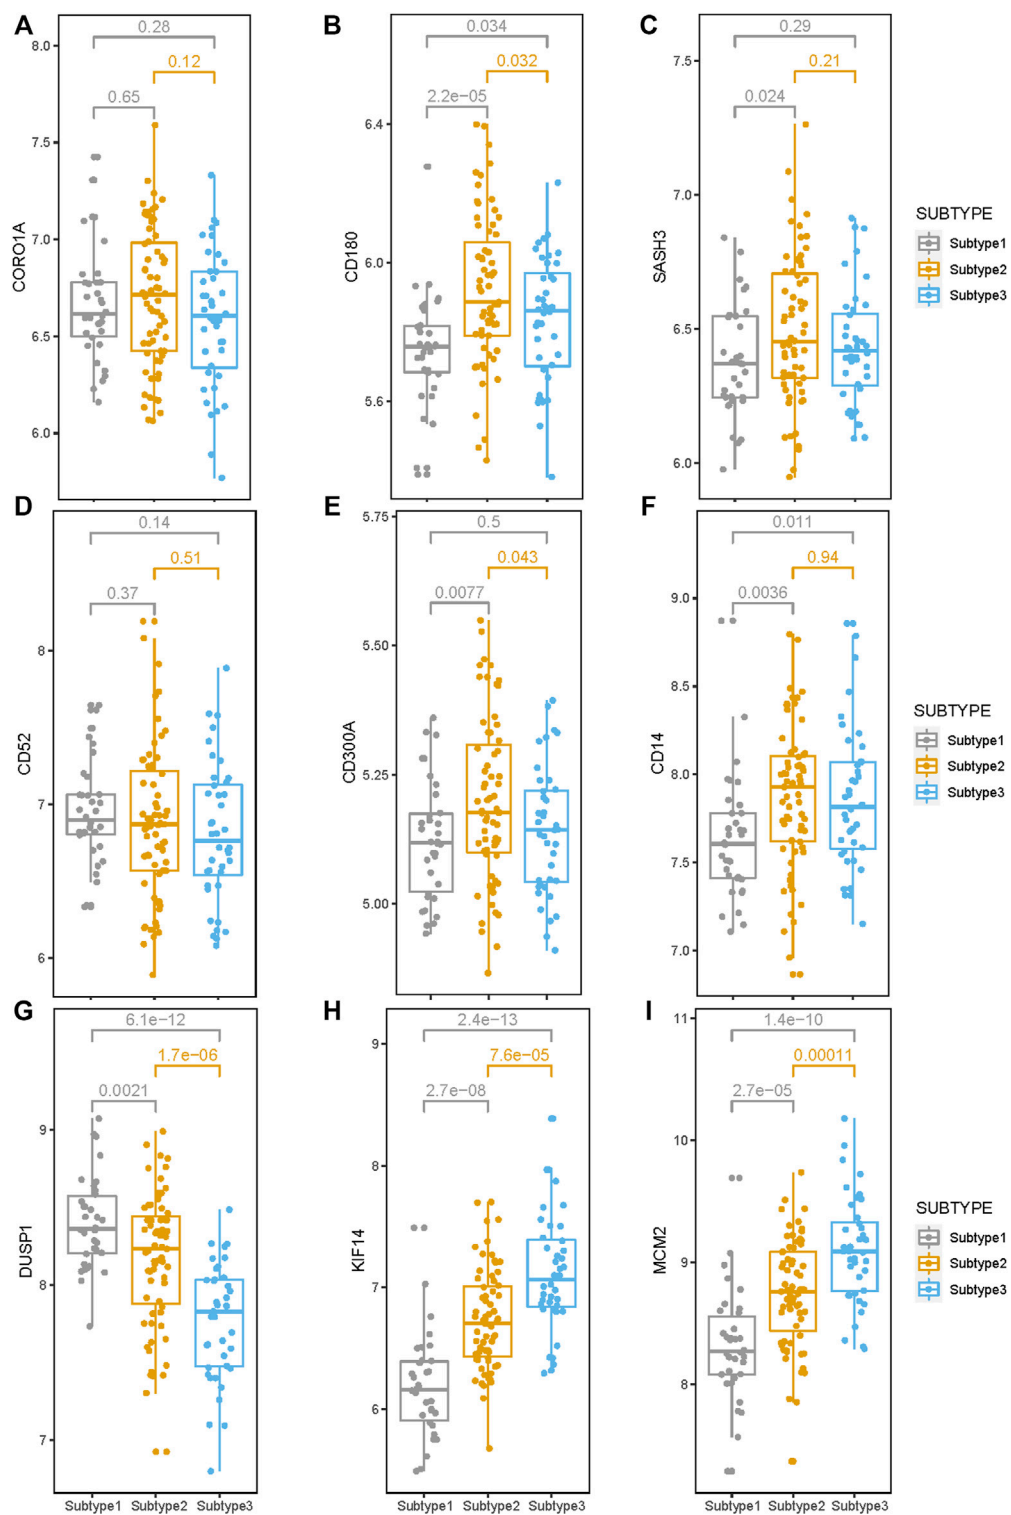 A
B
C
0.28
0.12
0.65
8.0
7.5
7.0
6.5
6.0
CORO1A
0.034
0.032
2.2e−05
6.4
6.0
5.6
CD180
0.29
0.21
0.024
7.5
7.0
6.5
6.0
SASH3
SUBTYPE
Subtype1
Subtype2
Subtype3
D
E
F
0.14
0.51
0.37
8
7
6
CD52
0.5
0.043
0.0077
5.75
5.50
5.25
5.00
CD300A
0.011
0.94
0.0036
9.0
8.5
8.0
7.5
7.0
CD14
SUBTYPE
Subtype1
Subtype2
Subtype3
G
H
I
6.1e−12
1.7e−06
0.0021
9
8
7
DUSP1
Subtype1 Subtype2 Subtype3
2.4e−13
7.6e−05
2.7e−08
9
8
7
6
KIF14
Subtype1 Subtype2 Subtype3
1.4e−10
0.00011
2.7e−05
11
10
9
8
MCM2
Subtype1 Subtype2 Subtype3
SUBTYPE
Subtype1
Subtype2
Subtype3